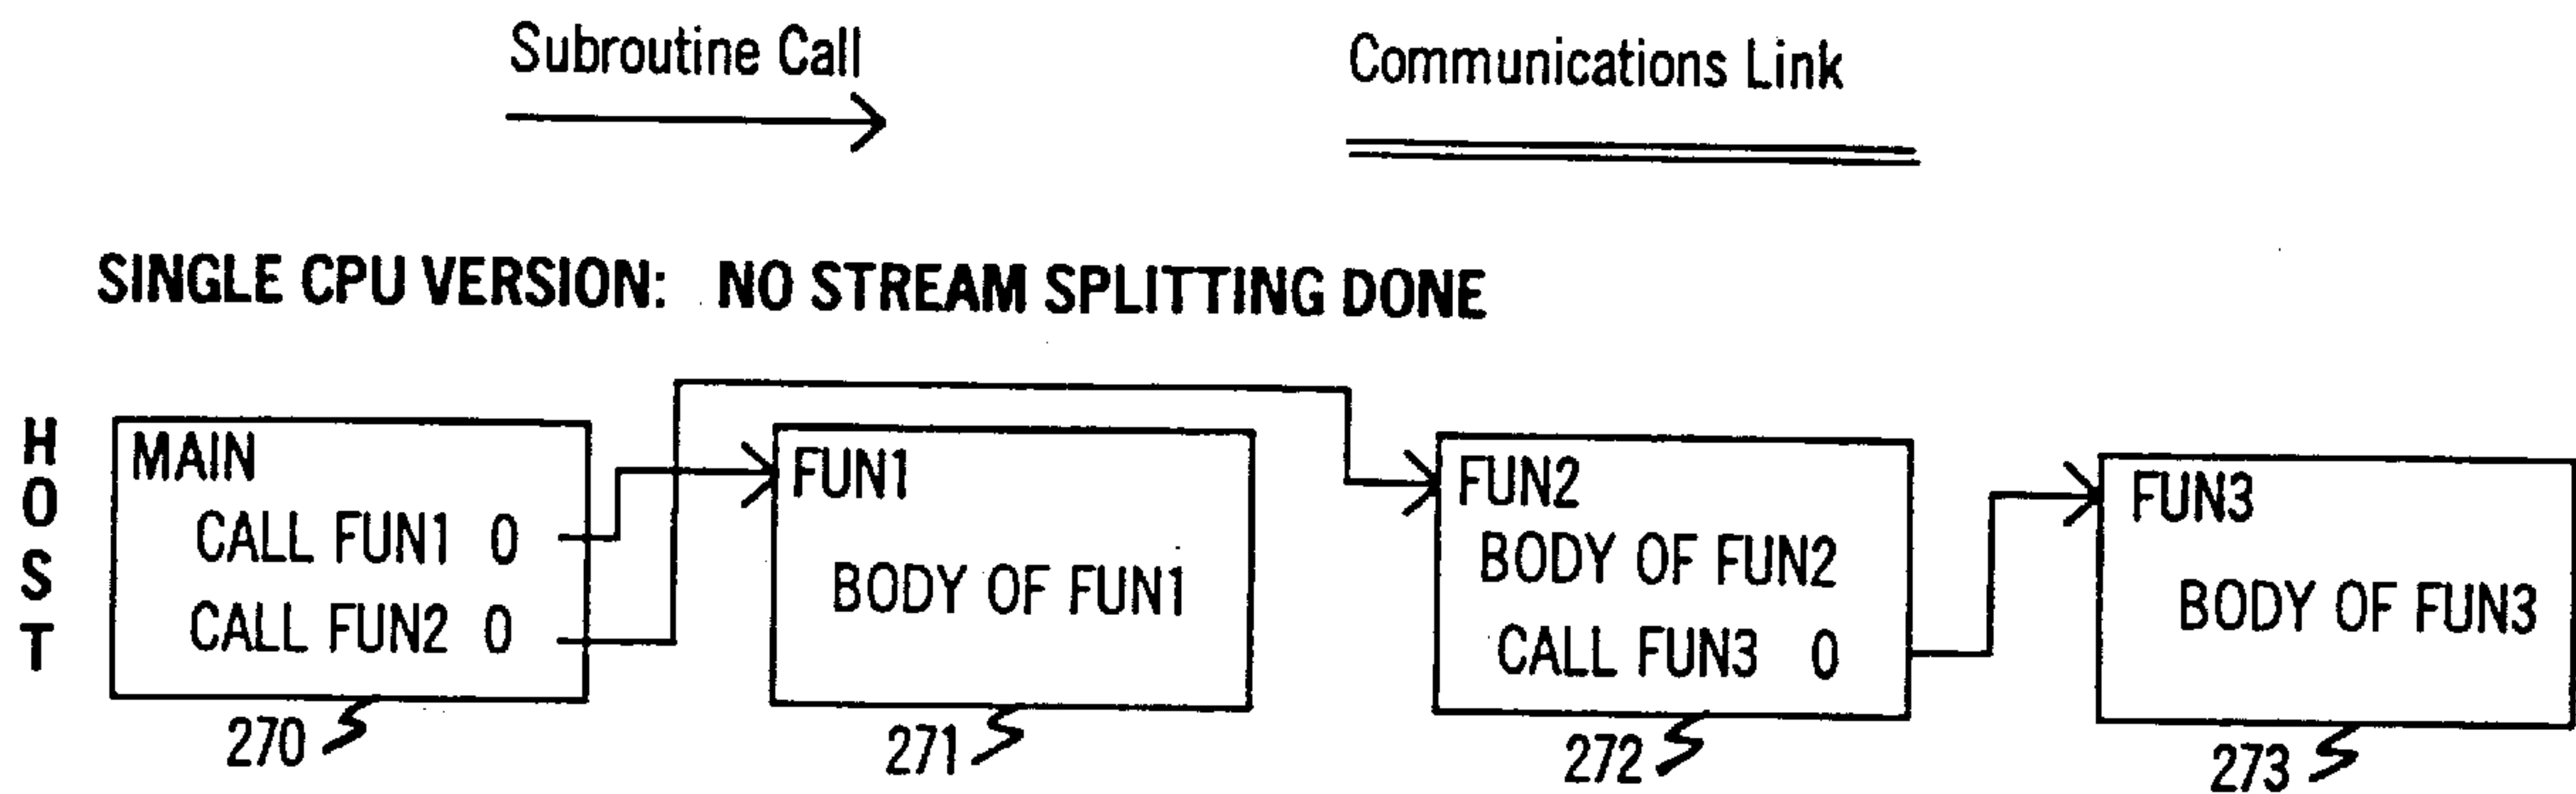 Subroutine Call
Communications Link
SINGLE CPU VERSION: NO STREAM SPLITTING DONE
HOST
MAIN
CALL FUN1 0
CALL FUN2 0
270
FUN1
BODY OF FUN1
271
FUN2
BODY OF FUN2
CALL FUN3 0
272
FUN3
BODY OF FUN3
273